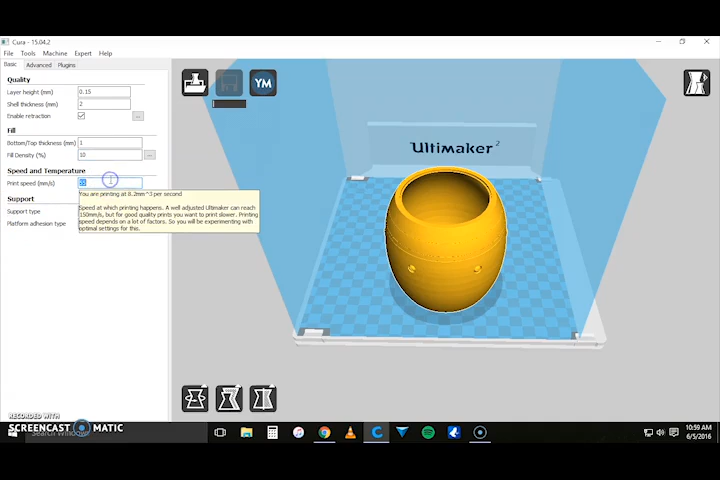 Cura - 15.04.2
File Tools Machine Expert Help
Basic Advanced Plugins
Quality
Layer height (mm) 0.15
Shell thickness (mm) 2
Enable retraction
...
Fill
Bottom/Top thickness (mm) 1
Fill Density (%) 10
...
Speed and Temperature
Print speed (mm/s)
You are printing at 8.2mm^3 per second
Support
Speed at which printing happens. A well adjusted Ultimaker can reach
Support type
150mm/s, but for good quality prints you want to print slower. Printing
speed depends on a lot of factors. So you will be experimenting with
Platform adhesion type
optimal settings for this.
YM
Ultimaker 2
RECORDED WITH
SCREENCAST MATIC
Search Windows
10:59 AM
6/5/2016